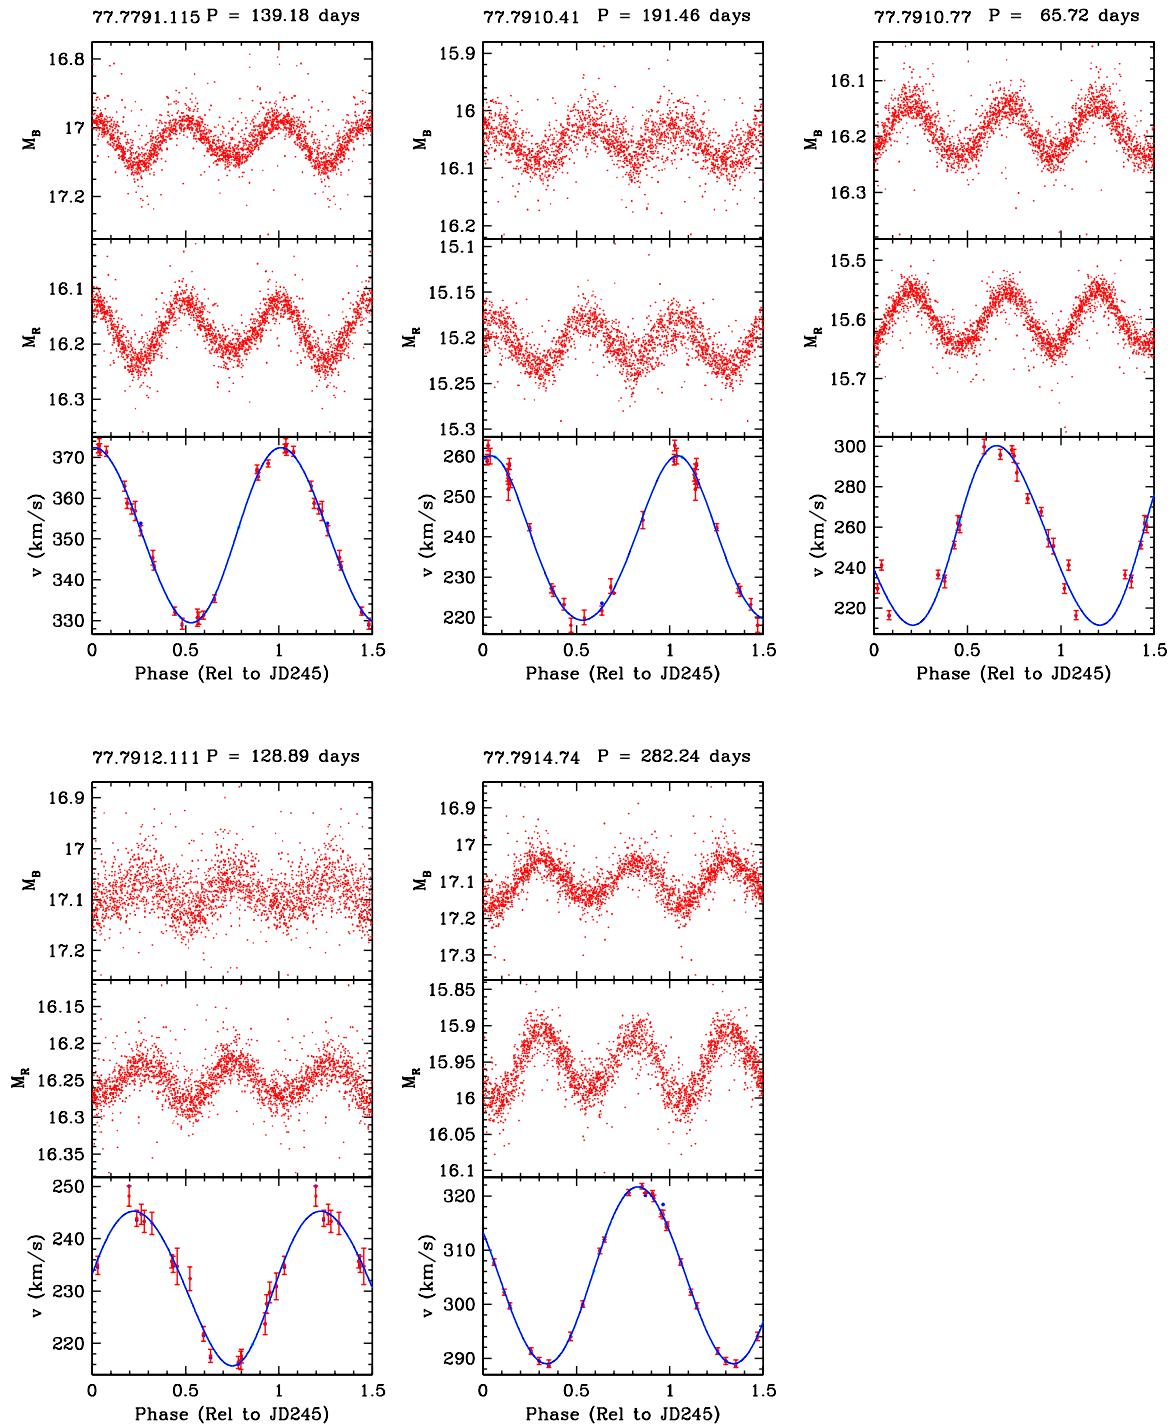 77.7791.115 P = 139.18 days
16.8
17
17.2
M_B
16.1
16.2
16.3
M_R
370
360
350
340
330
v (km/s)
0 0.5 1 1.5
Phase (Rel to JD245)
77.7910.41 P = 191.46 days
15.9
16
16.1
16.2
M_B
15.1
15.15
15.2
15.25
15.3
M_R
260
250
240
230
220
v (km/s)
0 0.5 1 1.5
Phase (Rel to JD245)
77.7910.77 P = 65.72 days
16.1
16.2
16.3
M_B
15.5
15.6
15.7
M_R
300
280
260
240
220
v (km/s)
0 0.5 1 1.5
Phase (Rel to JD245)
77.7912.111 P = 128.89 days
16.9
17
17.1
17.2
M_B
16.15
16.2
16.25
16.3
16.35
M_R
250
240
230
220
v (km/s)
0 0.5 1 1.5
Phase (Rel to JD245)
77.7914.74 P = 282.24 days
16.9
17
17.1
17.2
17.3
M_B
15.85
15.9
15.95
16
16.05
16.1
M_R
320
310
300
290
v (km/s)
0 0.5 1 1.5
Phase (Rel to JD245)